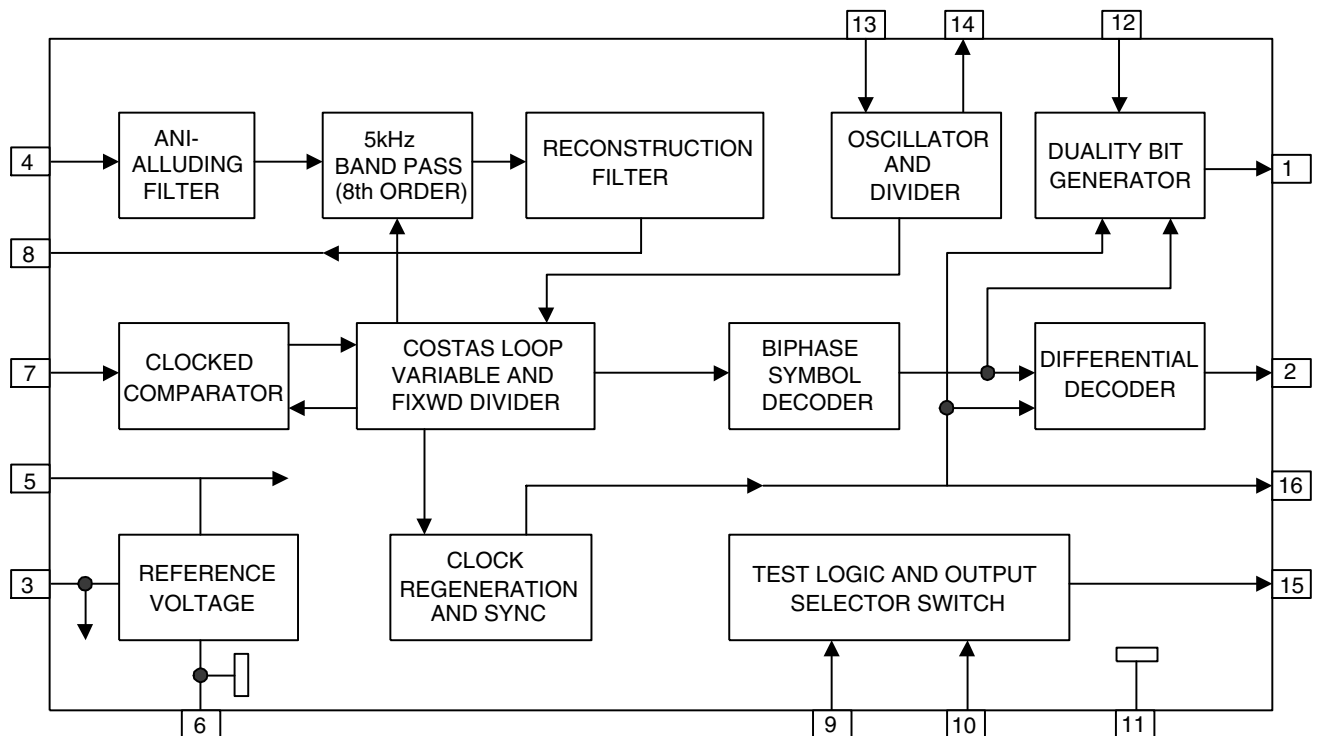 13
14
12
ANI-
ALLUDING
FILTER
5kHz
BAND PASS
(8th ORDER)
RECONSTRUCTION
FILTER
OSCILLATOR
AND
DIVIDER
DUALITY BIT
GENERATOR
4
1
8
CLOCKED
COMPARATOR
COSTAS LOOP
VARIABLE AND
FIXWD DIVIDER
BIPHASE
SYMBOL
DECODER
DIFFERENTIAL
DECODER
7
2
5
16
REFERENCE
VOLTAGE
CLOCK
REGENERATION
AND SYNC
TEST LOGIC AND OUTPUT
SELECTOR SWITCH
3
15
6
9
10
11